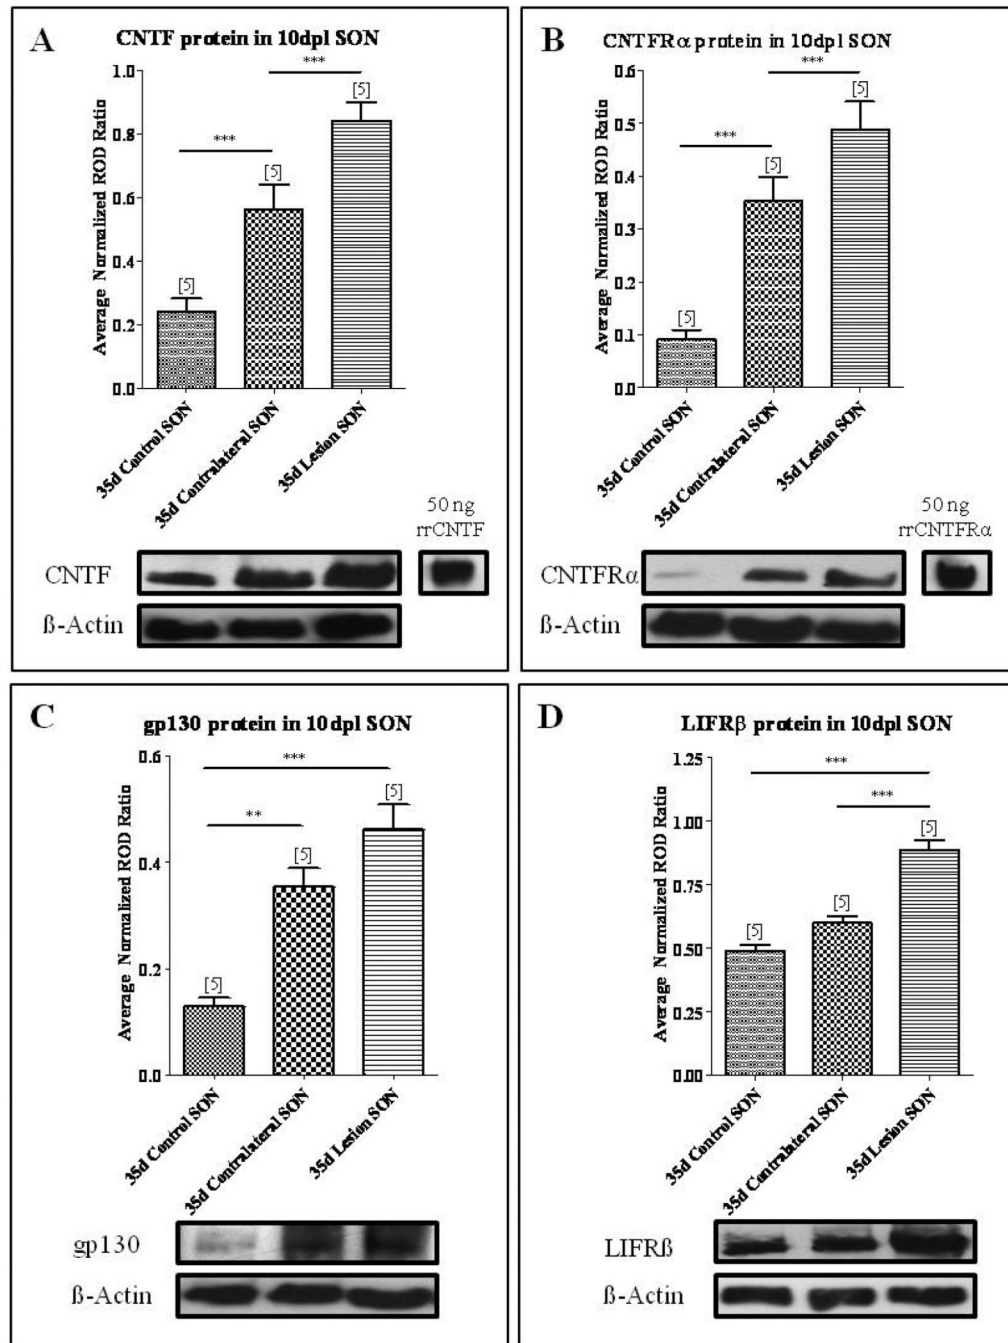 A
CNTF protein in 10dpl SON
Average Normalized ROD Ratio
1.0
0.8
0.6
0.4
0.2
0.0
***
***
[5]
[5]
[5]
35d Control SON
35d Contralateral SON
35d Lesion SON
50 ng
rrCNTF
CNTF
ß-Actin
B
CNTFRα protein in 10dpl SON
Average Normalized ROD Ratio
0.6
0.5
0.4
0.3
0.2
0.1
0.0
***
***
[5]
[5]
[5]
35d Control SON
35d Contralateral SON
35d Lesion SON
50 ng
rrCNTFRα
CNTFRα
ß-Actin
C
gp130 protein in 10dpl SON
Average Normalized ROD Ratio
0.6
0.4
0.2
0.0
***
**
[5]
[5]
[5]
35d Control SON
35d Contralateral SON
35d Lesion SON
gp130
ß-Actin
D
LIFRβ protein in 10dpl SON
Average Normalized ROD Ratio
1.25
1.00
0.75
0.50
0.25
0.00
***
***
[5]
[5]
[5]
35d Control SON
35d Contralateral SON
35d Lesion SON
LIFRß
ß-Actin